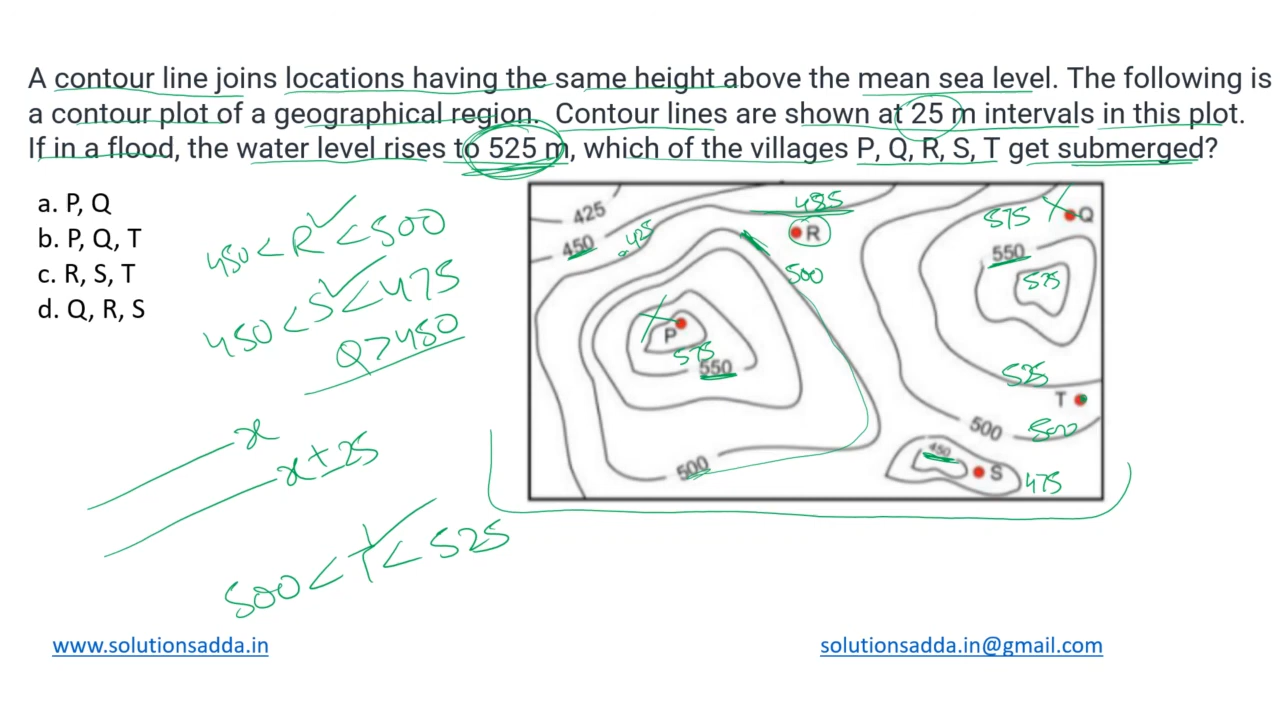 A contour line joins locations having the same height above the mean sea level. The following is
a contour plot of a geographical region. Contour lines are shown at 25 m intervals in this plot.
If in a flood, the water level rises to 525 m, which of the villages P, Q, R, S, T get submerged?
a. P, Q
b. P, Q, T
c. R, S, T
d. Q, R, S
450 < R < 500
450 < S < 475
Q > 450
x
x ± 25
500 < T < 525
425
485
575
Q
450
425
R
550
500
575
P
575
550
525
T
500
500
450
500
S
475
www.solutionsadda.in
solutionsadda.in@gmail.com